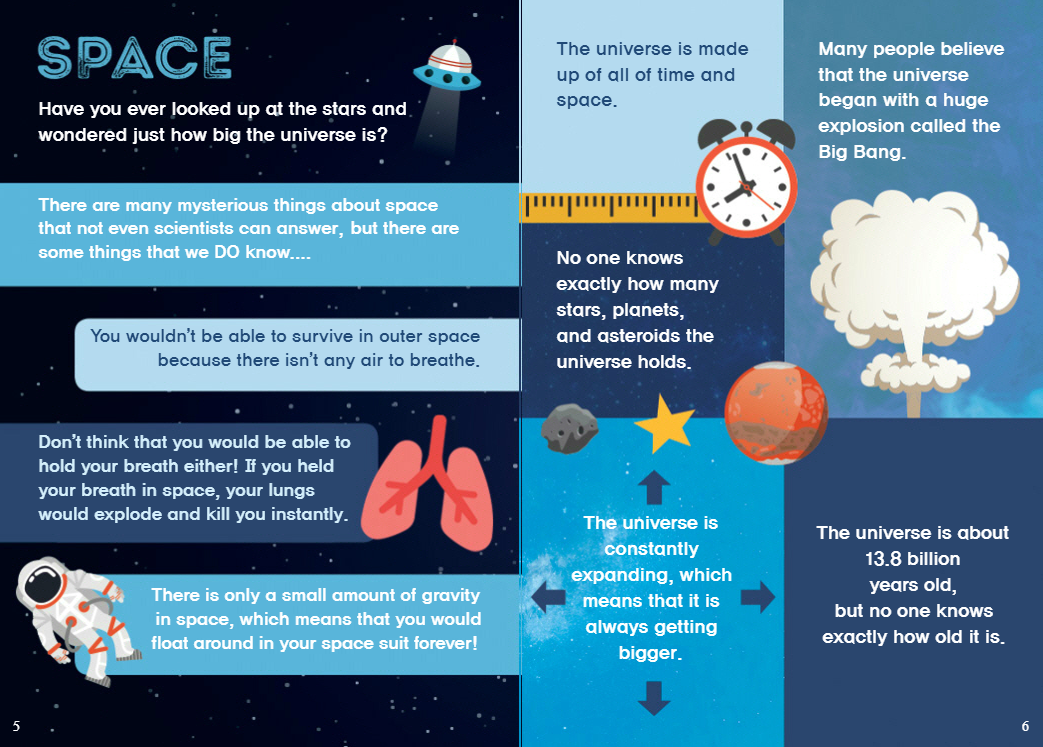 SPACE
Have you ever looked up at the stars and
wondered just how big the universe is?
There are many mysterious things about space
that not even scientists can answer, but there are
some things that we DO know....
You wouldn't be able to survive in outer space
because there isn't any air to breathe.
Don't think that you would be able to
hold your breath either! If you held
your breath in space, your lungs
would explode and kill you instantly.
There is only a small amount of gravity
in space, which means that you would
float around in your space suit forever!
5
The universe is made
up of all of time and
space.
No one knows
exactly how many
stars, planets,
and asteroids the
universe holds.
The universe is
constantly
expanding, which
means that it is
always getting
bigger.
Many people believe
that the universe
began with a huge
explosion called the
Big Bang.
The universe is about
13.8 billion
years old,
but no one knows
exactly how old it is.
6